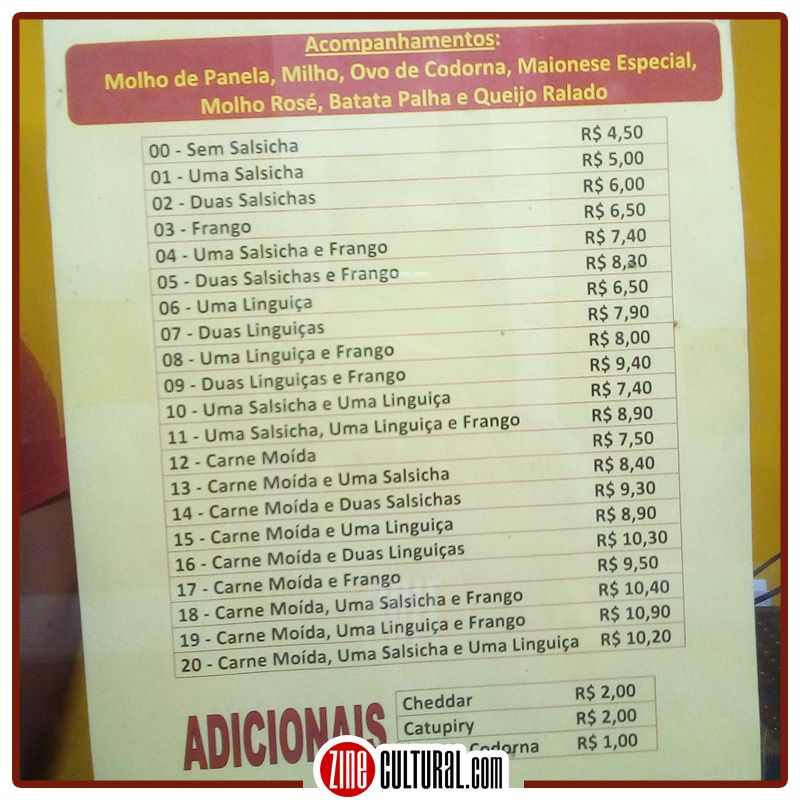 Acompanhamentos:
Molho de Panela, Milho, Ovo de Codorna, Maionese Especial,
Molho Rosé, Batata Palha e Queijo Ralado
00 - Sem Salsicha R$ 4,50
01 - Uma Salsicha R$ 5,00
02 - Duas Salsichas R$ 6,00
03 - Frango R$ 6,50
04 - Uma Salsicha e Frango R$ 7,40
05 - Duas Salsichas e Frango R$ 8,30
06 - Uma Linguiça R$ 6,50
07 - Duas Linguiças R$ 7,90
08 - Uma Linguiça e Frango R$ 8,00
09 - Duas Linguiças e Frango R$ 9,40
10 - Uma Salsicha e Uma Linguiça R$ 7,40
11 - Uma Salsicha, Uma Linguiça e Frango R$ 8,90
12 - Carne Moída R$ 7,50
13 - Carne Moída e Uma Salsicha R$ 8,40
14 - Carne Moída e Duas Salsichas R$ 9,30
15 - Carne Moída e Uma Linguiça R$ 8,90
16 - Carne Moída e Duas Linguiças R$ 10,30
17 - Carne Moída e Frango R$ 9,50
18 - Carne Moída, Uma Salsicha e Frango R$ 10,40
19 - Carne Moída, Uma Linguiça e Frango R$ 10,90
20 - Carne Moída, Uma Salsicha e Uma Linguiça R$ 10,20
ADICIONAIS
Cheddar R$ 2,00
Catupiry R$ 2,00
Codorna R$ 1,00
ZINE CULTURAL.com